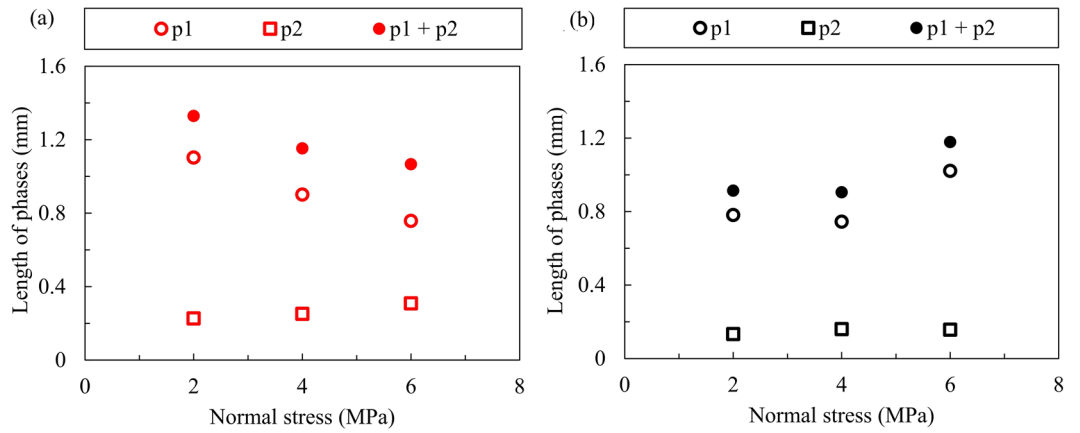 (a)
p1 p2 p1 + p2
1.6
1.2
0.8
0.4
0
0 2 4 6 8
Length of phases (mm)
Normal stress (MPa)
(b)
p1 p2 p1 + p2
1.6
1.2
0.8
0.4
0
0 2 4 6 8
Length of phases (mm)
Normal stress (MPa)